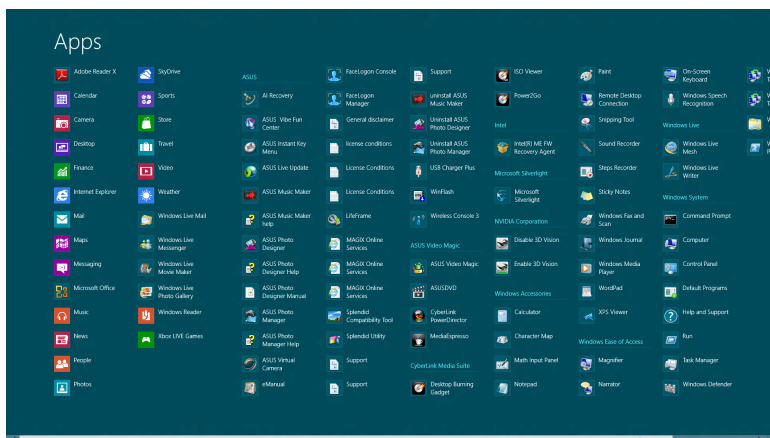 Apps
Adobe Reader X
Calendar
Camera
Desktop
Finance
Internet Explorer
Mail
Maps
Messaging
Microsoft Office
Music
News
People
Photos
SkyDrive
Sports
Store
Travel
Video
Weather
Windows Live Mail
Windows Live
Messenger
Windows Live
Movie Maker
Windows Live
Photo Gallery
Windows Reader
Xbox LIVE Games
ASUS
AI Recovery
ASUS Vibe Fun
Center
ASUS Instant Key
Menu
ASUS Live Update
ASUS Music Maker
ASUS Music Maker
help
ASUS Photo
Designer
ASUS Photo
Designer Help
ASUS Photo
Designer Manual
ASUS Photo
Manager
ASUS Photo
Manager Help
ASUS Virtual
Camera
eManual
FaceLogon Console
FaceLogon
Manager
General disclaimer
license conditions
License Conditions
License Conditions
LifeFrame
MAGIX Online
Services
MAGIX Online
Services
MAGIX Online
Services
Splendid
Compatibility Tool
Splendid Utility
Support
Support
Support
uninstall ASUS
Music Maker
Uninstall ASUS
Photo Designer
Uninstall ASUS
Photo Manager
USB Charger Plus
WinFlash
Wireless Console 3
ASUS Video Magic
ASUS Video Magic
ASUSDVD
CyberLink
PowerDirector
MediaEspresso
CyberLink Media Suite
Desktop Burning
Gadget
ISO Viewer
Power2Go
Intel
Intel(R) ME FW
Recovery Agent
Microsoft Silverlight
Microsoft
Silverlight
NVIDIA Corporation
Disable 3D Vision
Enable 3D Vision
Windows Accessories
Calculator
Character Map
Math Input Panel
Notepad
Paint
Remote Desktop
Connection
Snipping Tool
Sound Recorder
Steps Recorder
Sticky Notes
Windows Fax and
Scan
Windows Journal
Windows Media
Player
WordPad
XPS Viewer
Windows Ease of Access
Magnifier
Narrator
On-Screen
Keyboard
Windows Speech
Recognition
Windows Live
Windows Live
Mesh
Windows Live
Writer
Windows System
Command Prompt
Computer
Control Panel
Default Programs
Help and Support
Run
Task Manager
Windows Defender